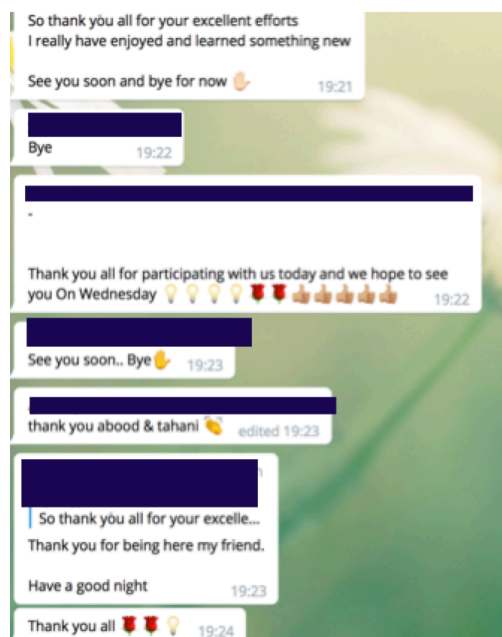 So thank you all for your excellent efforts
I really have enjoyed and learned something new
See you soon and bye for now ✋🏻
19:21
Bye
19:22
-
Thank you all for participating with us today and we hope to see
you On Wednesday 💡💡💡💡🌹🌹👍🏼👍🏼👍🏼👍🏼👍🏼
19:22
See you soon.. Bye✋
19:23
thank you abood & tahani 👏
edited 19:23
So thank you all for your excelle...
Thank you for being here my friend.
Have a good night
19:23
Thank you all 🌹🌹💡
19:24